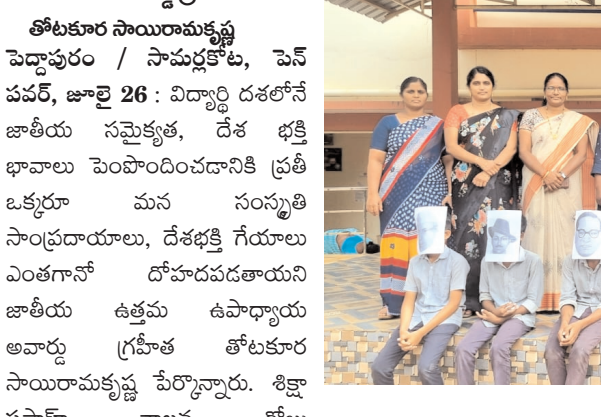 తోటకూర సాయిరామకృష్ణ
పెద్దాపురం / సామర్లకోట, పెన్
పవర్, జూలై 26 : విద్యార్థి దశలోనే
జాతీయ సమైక్యత, దేశ భక్తి
భావాలు పెంపొందించడానికి ప్రతీ
ఒక్కరూ మన సంస్కృతి
సాంప్రదాయాలు, దేశభక్తి గేయాలు
ఎంతగానో దోహదపడతాయని
జాతీయ ఉత్తమ ఉపాధ్యాయ
అవార్డు గ్రహీత తోటకూర
సాయిరామకృష్ణ పేర్కొన్నారు. శిక్షా